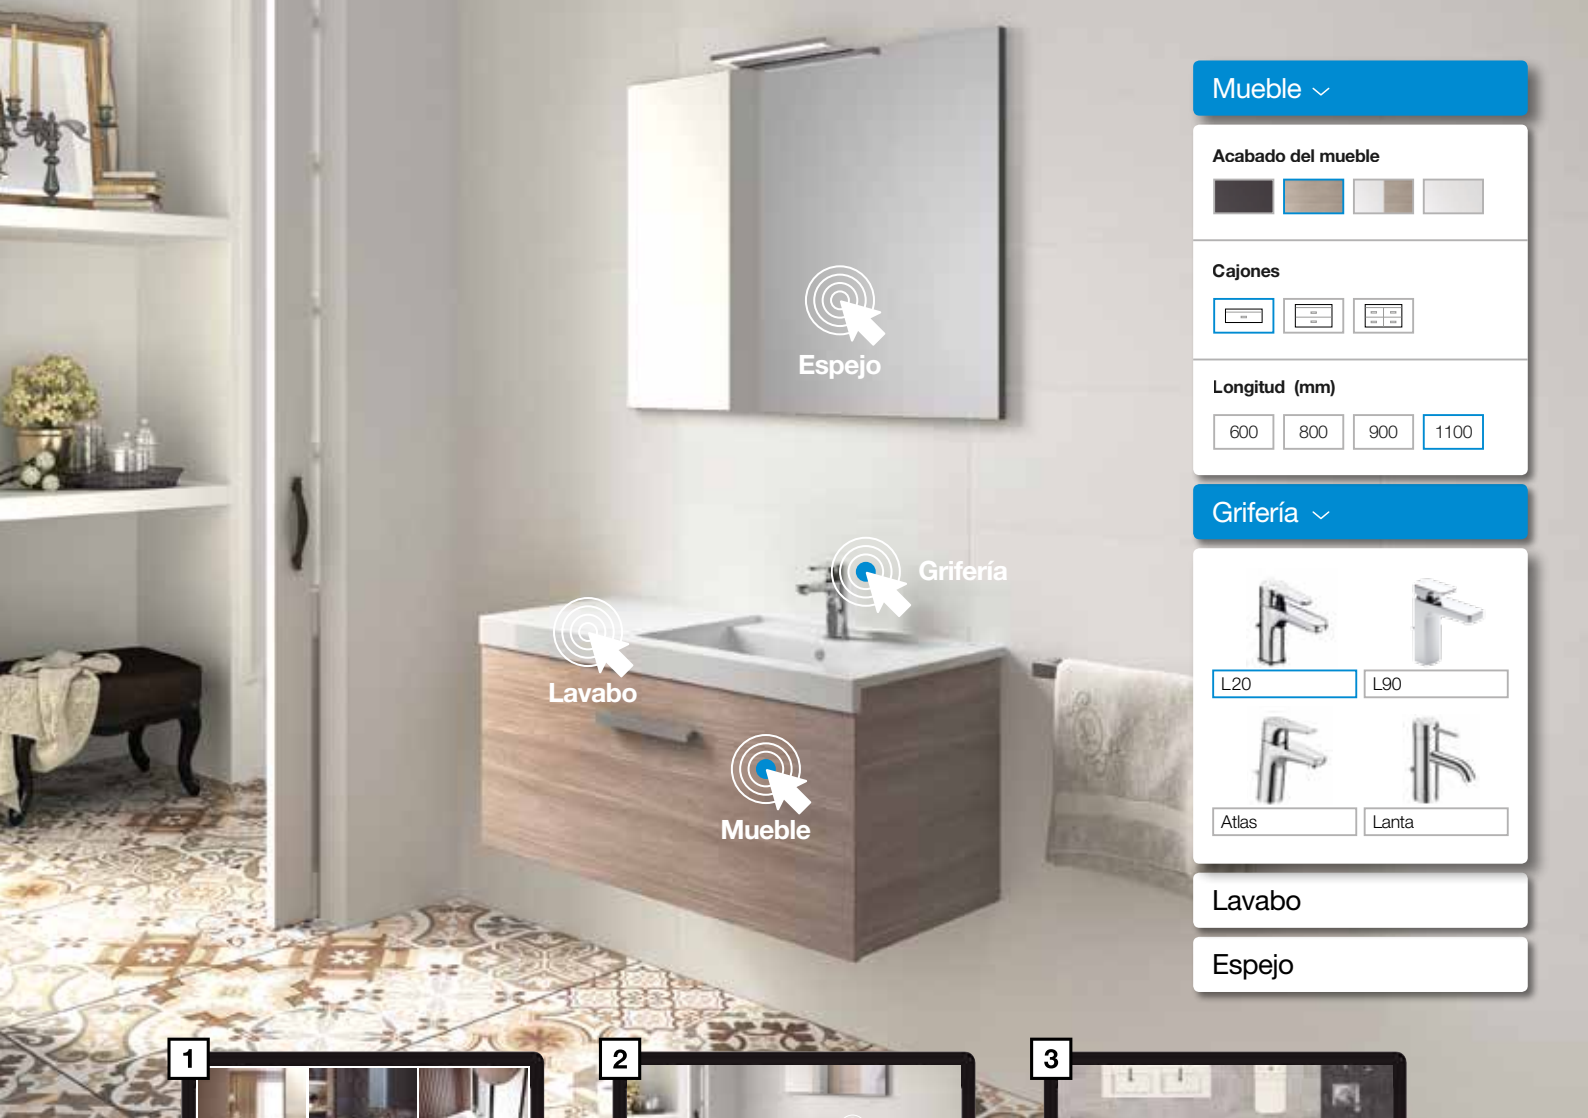 Mueble
Acabado del mueble
Cajones
Longitud (mm)
600 800 900 1100
Grifería
L20 L90
Atlas Lanta
Lavabo
Espejo
Espejo
Grifería
Lavabo
Mueble
1 2 3